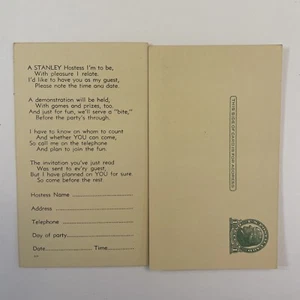 A STANLEY Hostess I'm to be,
With pleasure I relate.
I'd like to have you as my guest,
Please note the time and date.
A demonstration will be held,
With games and prizes, too.
And just for fun, we'll serve a "bite,"
Before the party's through.
I have to know on whom to count
And whether YOU can come,
So call me on the telephone
And plan to join the fun.
The invitation you've just read
Was sent to ev'ry guest,
But I have planned on YOU for sure,
So come before the rest.
Hostess Name
Address
Telephone
Day of party
Date Time
THIS SIDE OF CARD IS FOR ADDRESS